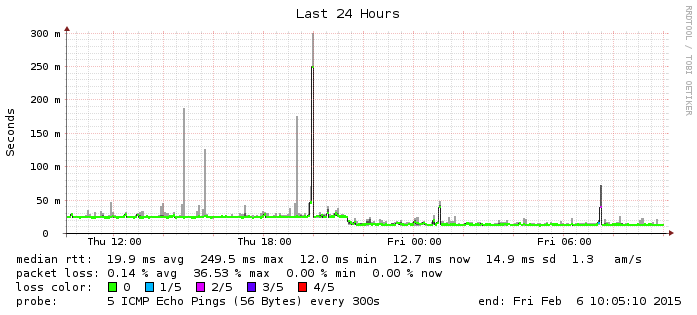 Last 24 Hours
RRDTOOL / TOBI OETIKER
Seconds
300 m
250 m
200 m
150 m
100 m
50 m
0
Thu 12:00 Thu 18:00 Fri 00:00 Fri 06:00
median rtt: 19.9 ms avg 249.5 ms max 12.0 ms min 12.7 ms now 14.9 ms sd 1.3 am/s
packet loss: 0.14 % avg 36.53 % max 0.00 % min 0.00 % now
loss color: 0 1/5 2/5 3/5 4/5
probe: 5 ICMP Echo Pings (56 Bytes) every 300s end: Fri Feb 6 10:05:10 2015